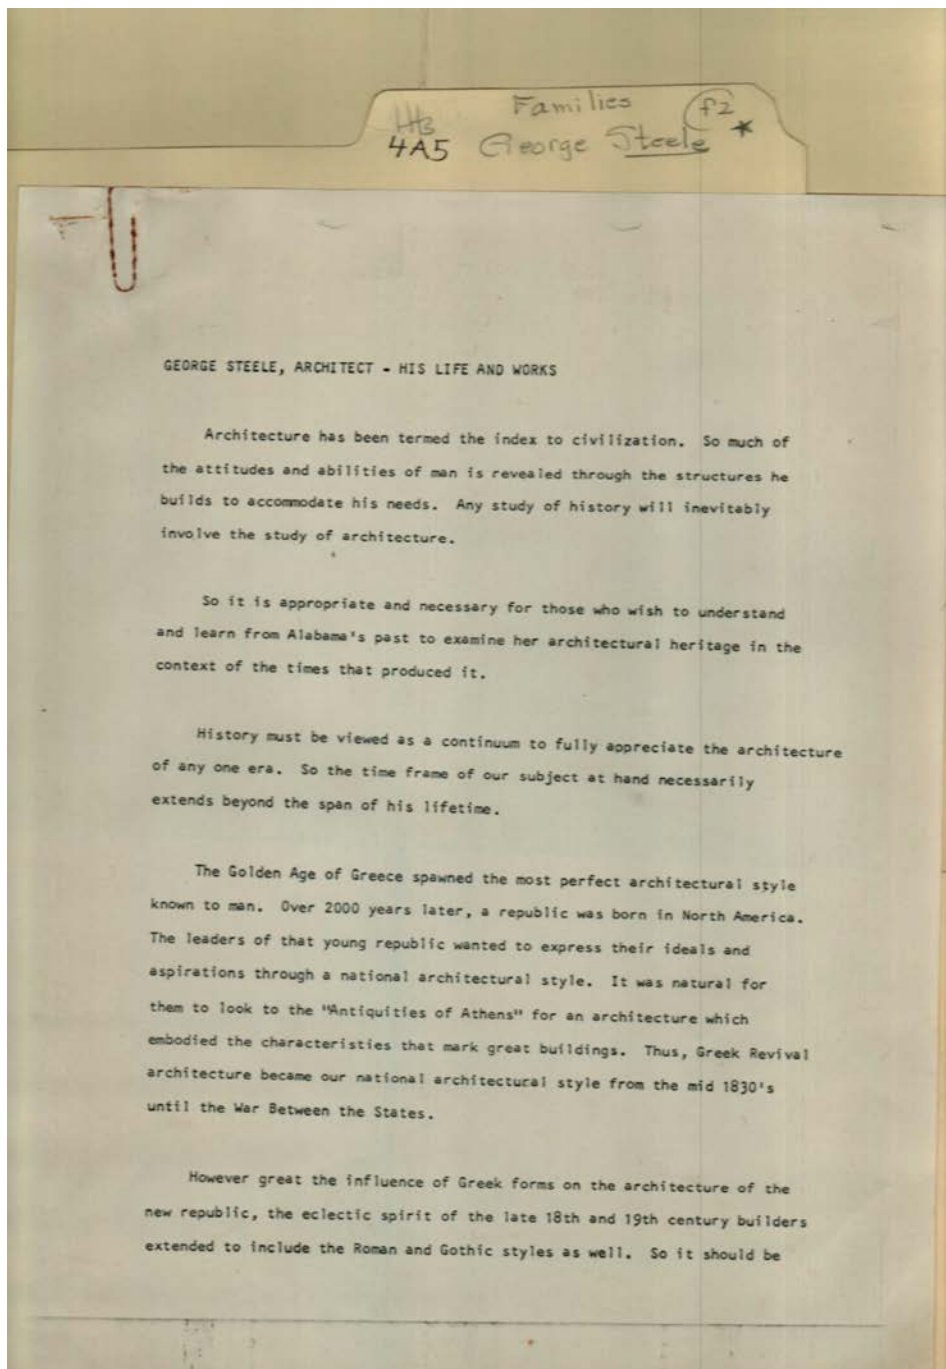 Families f2
HHB
4A5 George Steele *
GEORGE STEELE, ARCHITECT - HIS LIFE AND WORKS
Architecture has been termed the index to civilization. So much of
the attitudes and abilities of man is revealed through the structures he
builds to accommodate his needs. Any study of history will inevitably
involve the study of architecture.
So it is appropriate and necessary for those who wish to understand
and learn from Alabama's past to examine her architectural heritage in the
context of the times that produced it.
History must be viewed as a continuum to fully appreciate the architecture
of any one era. So the time frame of our subject at hand necessarily
extends beyond the span of his lifetime.
The Golden Age of Greece spawned the most perfect architectural style
known to man. Over 2000 years later, a republic was born in North America.
The leaders of that young republic wanted to express their ideals and
aspirations through a national architectural style. It was natural for
them to look to the "Antiquities of Athens" for an architecture which
embodied the characteristies that mark great buildings. Thus, Greek Revival
architecture became our national architectural style from the mid 1830's
until the War Between the States.
However great the influence of Greek forms on the architecture of the
new republic, the eclectic spirit of the late 18th and 19th century builders
extended to include the Roman and Gothic styles as well. So it should be